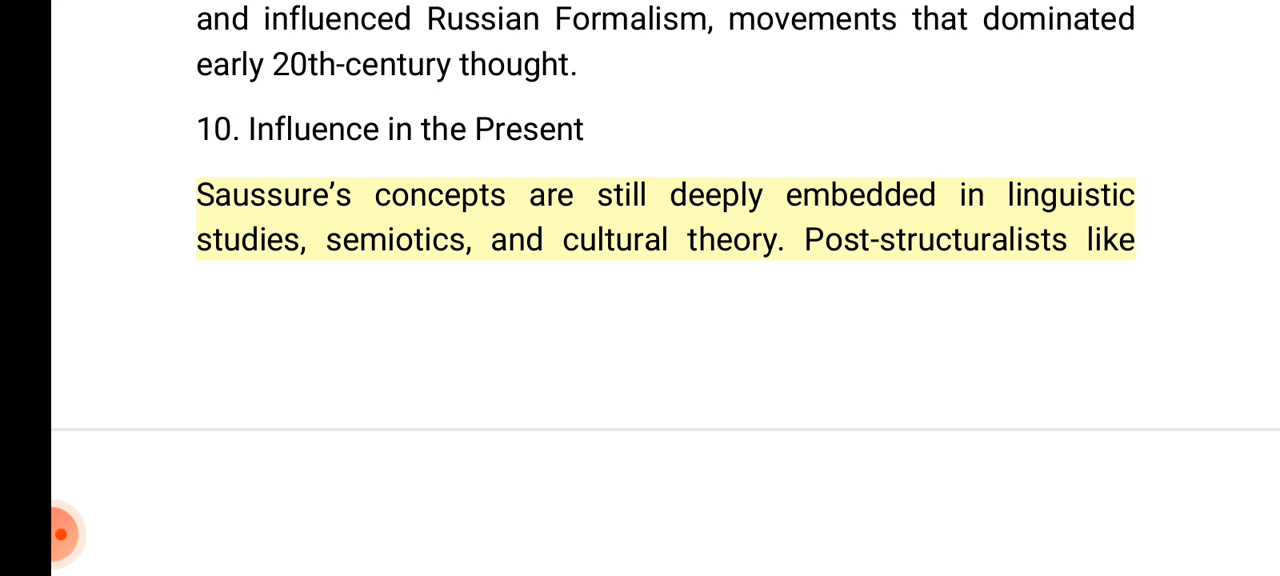 and influenced Russian Formalism, movements that dominated
early 20th-century thought.
10. Influence in the Present
Saussure’s concepts are still deeply embedded in linguistic
studies, semiotics, and cultural theory. Post-structuralists like